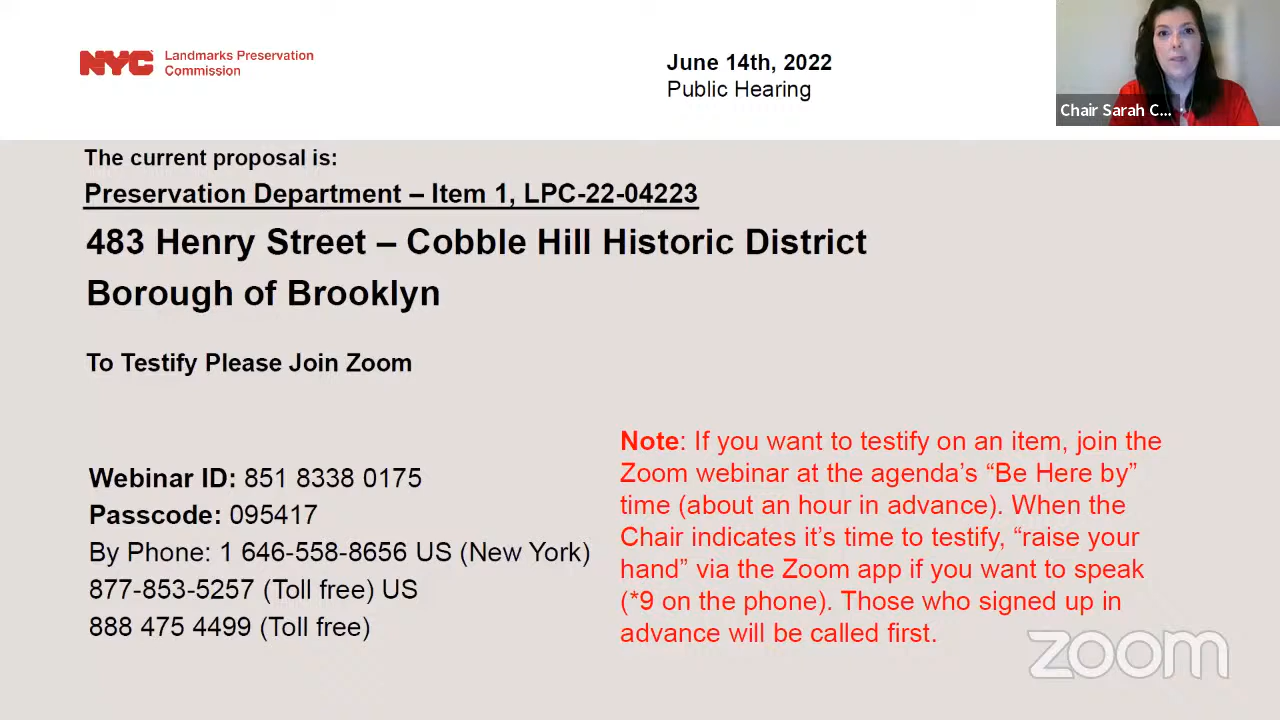 NYC Landmarks Preservation
Commission
June 14th, 2022
Public Hearing
Chair Sarah C...
The current proposal is:
Preservation Department – Item 1, LPC-22-04223
483 Henry Street – Cobble Hill Historic District
Borough of Brooklyn
To Testify Please Join Zoom
Webinar ID: 851 8338 0175
Passcode: 095417
By Phone: 1 646-558-8656 US (New York)
877-853-5257 (Toll free) US
888 475 4499 (Toll free)
Note: If you want to testify on an item, join the
Zoom webinar at the agenda’s “Be Here by”
time (about an hour in advance). When the
Chair indicates it’s time to testify, “raise your
hand” via the Zoom app if you want to speak
(*9 on the phone). Those who signed up in
advance will be called first.
zoom